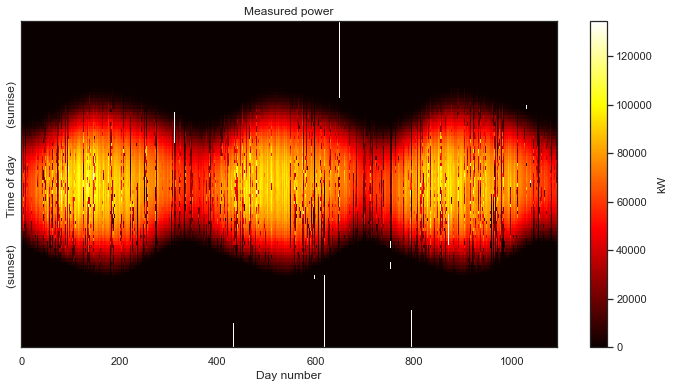 Measured power
(sunrise)
Time of day
(sunset)
0
200
400
600
800
1000
Day number
120000
100000
80000
60000
40000
20000
0
kW